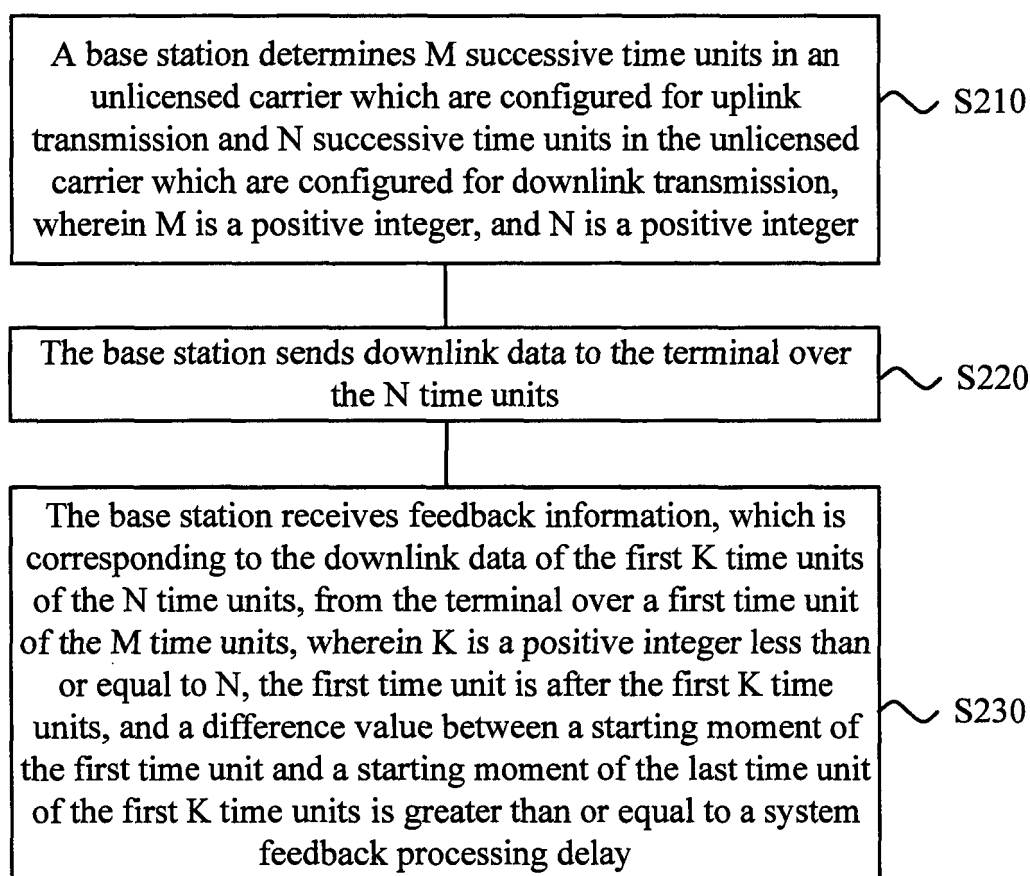 A base station determines M successive time units in an
unlicensed carrier which are configured for uplink
transmission and N successive time units in the unlicensed
carrier which are configured for downlink transmission,
wherein M is a positive integer, and N is a positive integer
S210
The base station sends downlink data to the terminal over
the N time units
S220
The base station receives feedback information, which is
corresponding to the downlink data of the first K time units
of the N time units, from the terminal over a first time unit
of the M time units, wherein K is a positive integer less than
or equal to N, the first time unit is after the first K time
units, and a difference value between a starting moment of
the first time unit and a starting moment of the last time unit
of the first K time units is greater than or equal to a system
feedback processing delay
S230